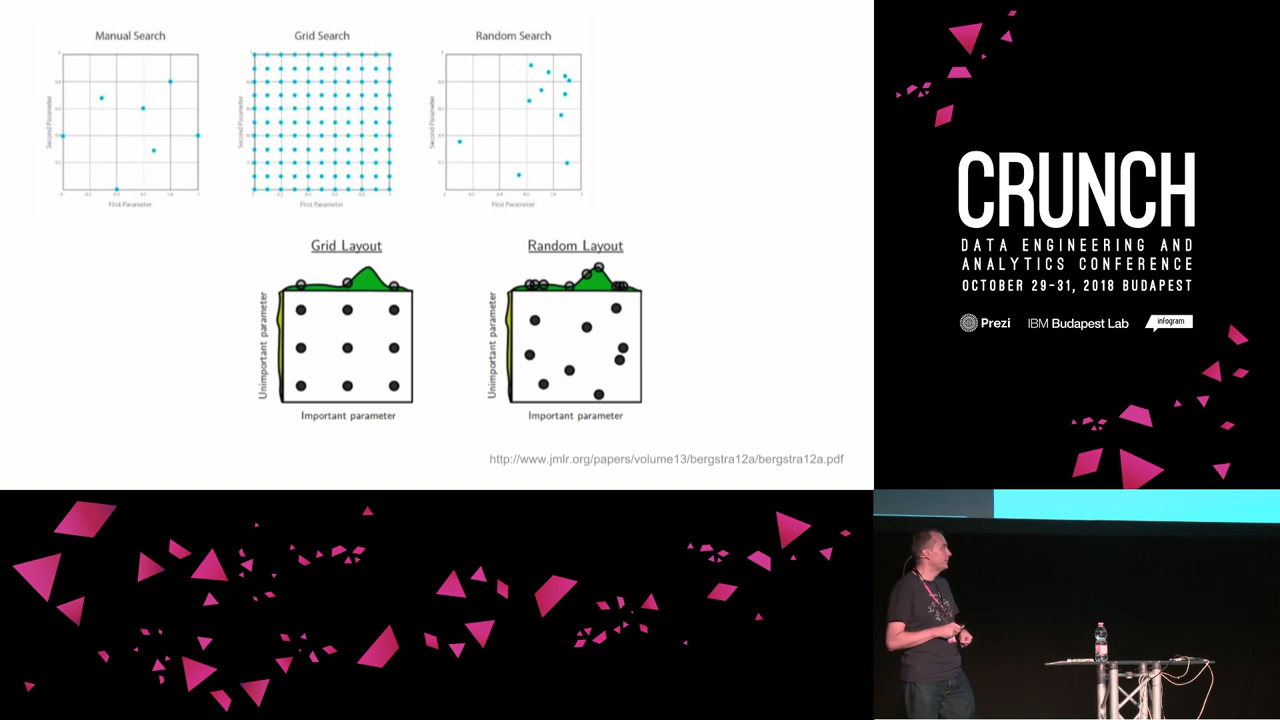 Manual Search
Grid Search
Random Search
Second Parameter
First Parameter
Second Parameter
First Parameter
Second Parameter
First Parameter
Grid Layout
Random Layout
Unimportant parameter
Important parameter
Unimportant parameter
Important parameter
http://www.jmlr.org/papers/volume13/bergstra12a/bergstra12a.pdf
CRUNCH
DATA ENGINEERING AND
ANALYTICS CONFERENCE
OCTOBER 29-31, 2018 BUDAPEST
Prezi
IBM Budapest Lab
infogram